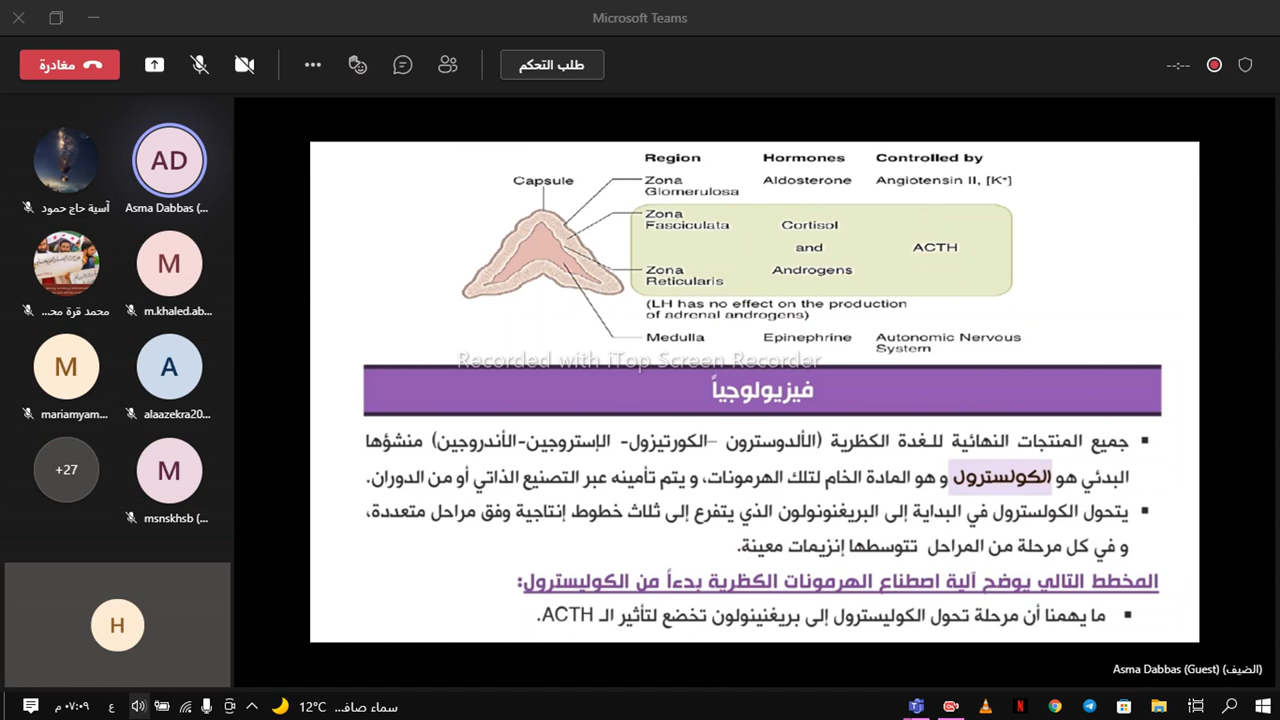 Microsoft Teams
مغادرة
طلب التحكم
--:--
AD
آسية حاج حمود
Asma Dabbas (...
M
محمد قرة مح...
m.khaled.ab...
M
A
mariamyam...
alaazekra20...
+27
M
msnskhsb (...
H
Region Hormones Controlled by
Capsule
Zona Glomerulosa Aldosterone Angiotensin II, [K⁺]
Zona Fasciculata Cortisol
and ACTH
Zona Reticularis Androgens
(LH has no effect on the production
of adrenal androgens)
Medulla Epinephrine Autonomic Nervous System
Recorded with iTop Screen Recorder
فيزيولوجياً
▪ جميع المنتجات النهائية للغدة الكظرية (الألدوسترون –الكورتيزول- الإستروجين-الأندروجين) منشؤها
البدئي هو الكولسترول و هو المادة الخام لتلك الهرمونات، و يتم تأمينه عبر التصنيع الذاتي أو من الدوران.
▪ يتحول الكولسترول في البداية إلى البريغنونولون الذي يتفرع إلى ثلاث خطوط إنتاجية وفق مراحل متعددة،
و في كل مرحلة من المراحل تتوسطها إنزيمات معينة.
المخطط التالي يوضح آلية اصطناع الهرمونات الكظرية بدءاً من الكوليسترول:
▪ ما يهمنا أن مرحلة تحول الكوليسترول إلى بريغنينولون تخضع لتأثير الـ ACTH.
Asma Dabbas (Guest) (الضيف)
٠٧:٠٩ م
ع
12°C سماء صاف...